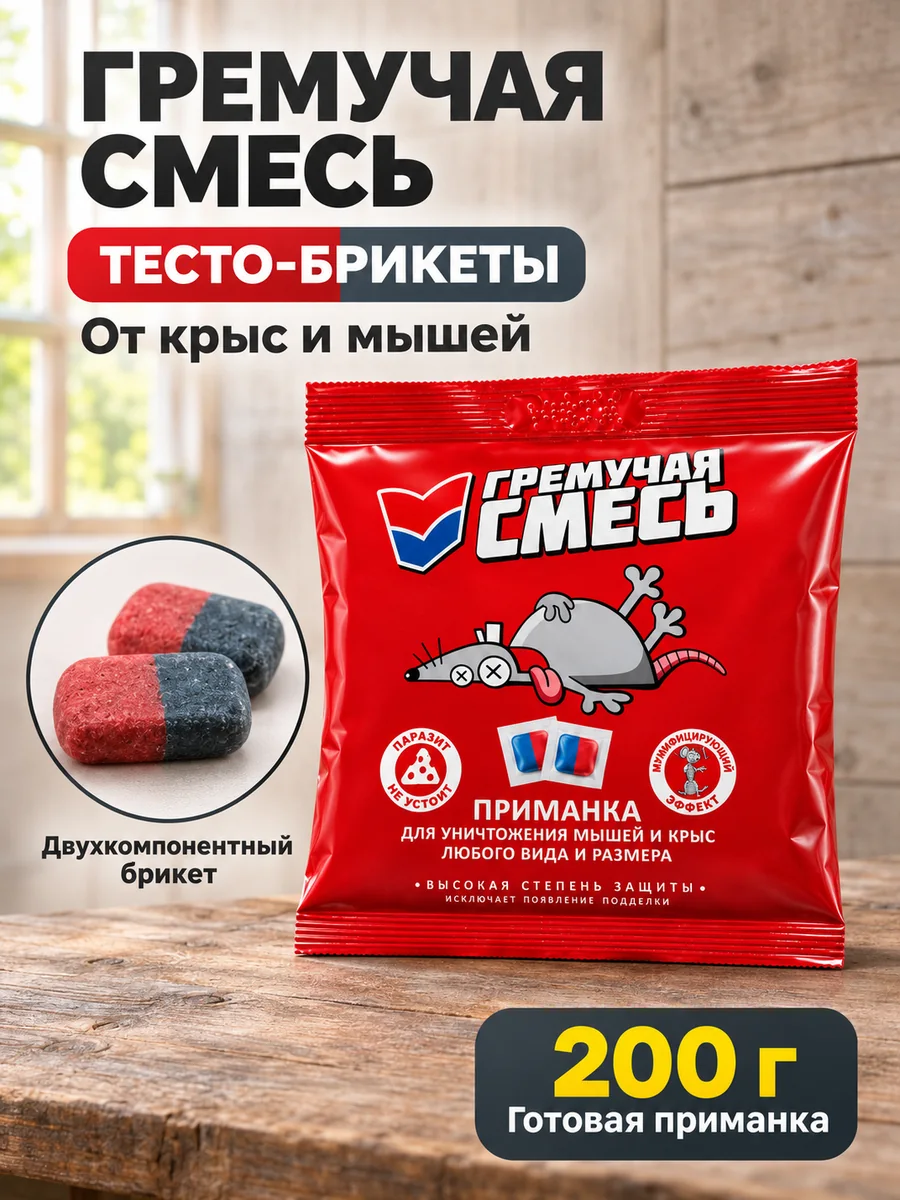 ГРЕМУЧАЯ
СМЕСЬ
ТЕСТО-БРИКЕТЫ
От крыс и мышей
ГРЕМУЧАЯ
СМЕСЬ
ПАРАЗИТ
НЕ УСТОИТ
МУМИФИЦИРУЮЩИЙ
ЭФФЕКТ
ПРИМАНКА
ДЛЯ УНИЧТОЖЕНИЯ МЫШЕЙ И КРЫС
ЛЮБОГО ВИДА И РАЗМЕРА
• ВЫСОКАЯ СТЕПЕНЬ ЗАЩИТЫ •
ИСКЛЮЧАЕТ ПОЯВЛЕНИЕ ПОДДЕЛКИ
Двухкомпонентный
брикет
200 г
Готовая приманка